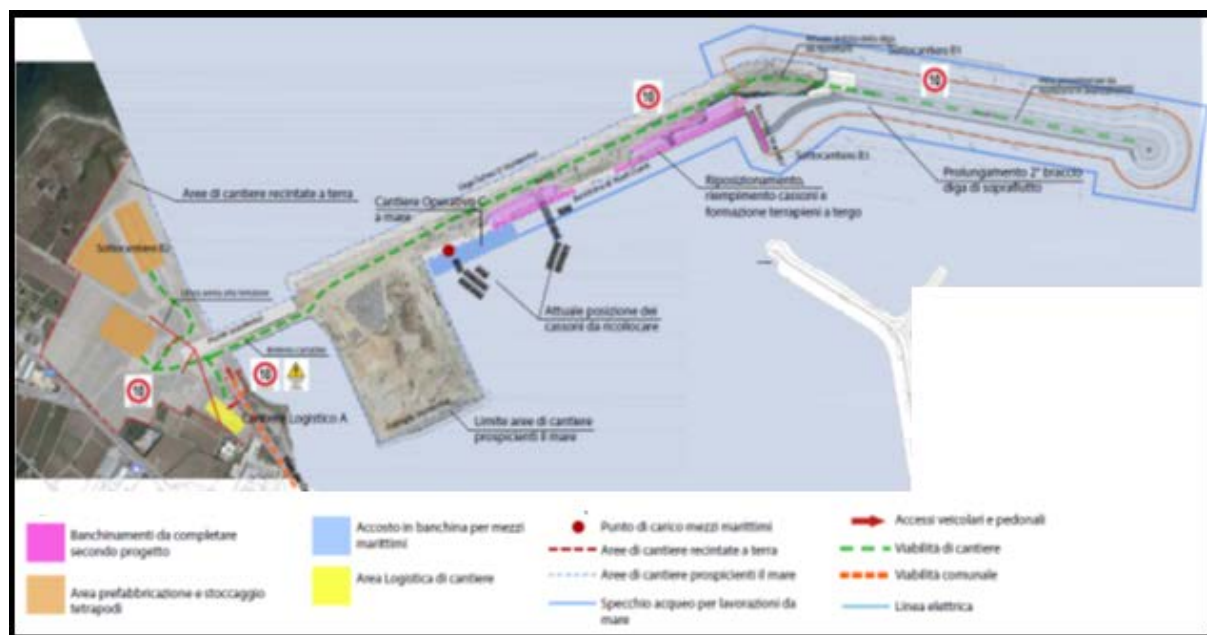 Sottocantiere B1
Aree di cantiere recintate a terra
Cantiere Operativo C
a mare
Riposizionamento,
riempimento cassoni e
formazione terrapieni a tergo
Sottocantiere B3
Prolungamento 2° braccio
diga di sopraflutto
Sottocantiere B2
Attuale posizione dei
cassoni da ricollocare
10
10
10
10
Cantiere Logistico A
Limite aree di cantiere
prospicienti il mare
Banchinamenti da completare
secondo progetto
Area prefabbricazione e stoccaggio
tetrapodi
Accosto in banchina per mezzi
marittimi
Area Logistica di cantiere
Punto di carico mezzi marittimi
Aree di cantiere recintate a terra
Aree di cantiere prospicienti il mare
Specchio acqueo per lavorazioni da
mare
Accessi veicolari e pedonali
Viabilità di cantiere
Viabilità comunale
Linea elettrica